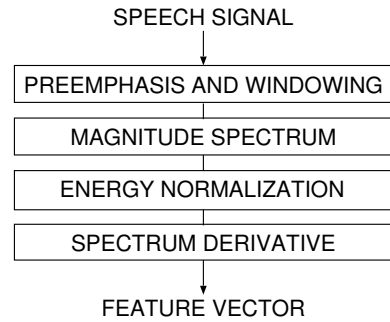 SPEECH SIGNAL
PREEMPHASIS AND WINDOWING
MAGNITUDE SPECTRUM
ENERGY NORMALIZATION
SPECTRUM DERIVATIVE
FEATURE VECTOR